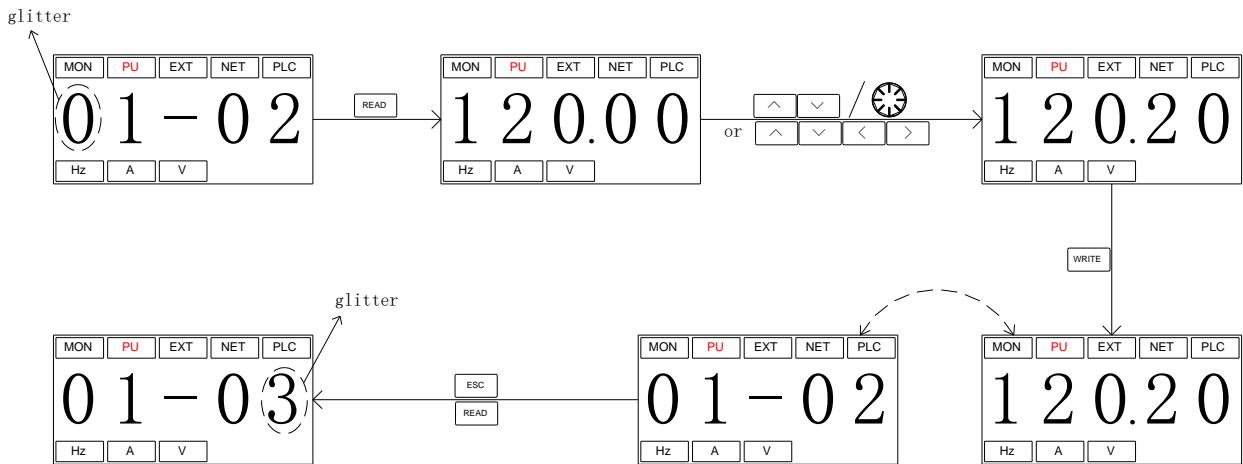 glitter
MON PU EXT NET PLC
01-02
Hz A V
READ
MON PU EXT NET PLC
120.00
Hz A V
or
MON PU EXT NET PLC
120.20
Hz A V
WRITE
glitter
MON PU EXT NET PLC
01-03
Hz A V
ESC
READ
MON PU EXT NET PLC
01-02
Hz A V
MON PU EXT NET PLC
120.20
Hz A V